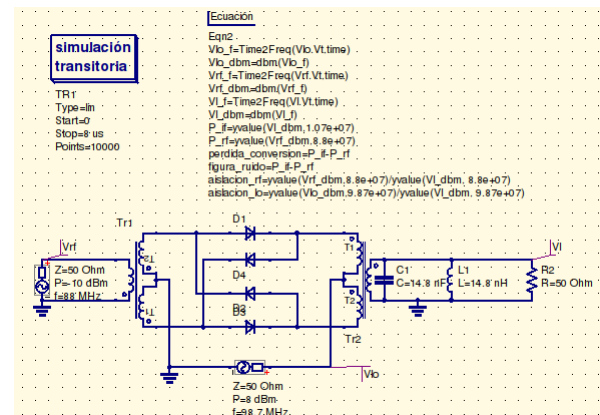 Ecuación
Eqn2
Vlo_f=Time2Freq(Vlo.Vt,time)
Vlo_dbm=dbm(Vlo_f)
Vrf_f=Time2Freq(Vrf.Vt,time)
Vrf_dbm=dbm(Vrf_f)
Vl_f=Time2Freq(Vl.Vt,time)
Vl_dbm=dbm(Vl_f)
P_if=yvalue(Vl_dbm,1.07e+07)
P_rf=yvalue(Vrf_dbm,8.8e+07)
perdida_conversion=P_if-P_rf
figura_ruido=P_if-P_rf
aislacion_rf=yvalue(Vrf_dbm,8.8e+07)/yvalue(Vl_dbm, 8.8e+07)
aislacion_lo=yvalue(Vlo_dbm,9.87e+07)/yvalue(Vl_dbm, 9.87e+07)
simulación
transitoria
TR1
Type=lin
Start=0
Stop=8 us
Points=10000
Vrf
Z=50 Ohm
P=-10 dBm
f=88 MHz
Tr1
T2
T1
D1
D4
D3
T1
T2
Tr2
C1
C=14.8 nF
L1
L=14.8 nH
Vl
R2
R=50 Ohm
Vlo
Z=50 Ohm
P=8 dBm
f=98.7 MHz